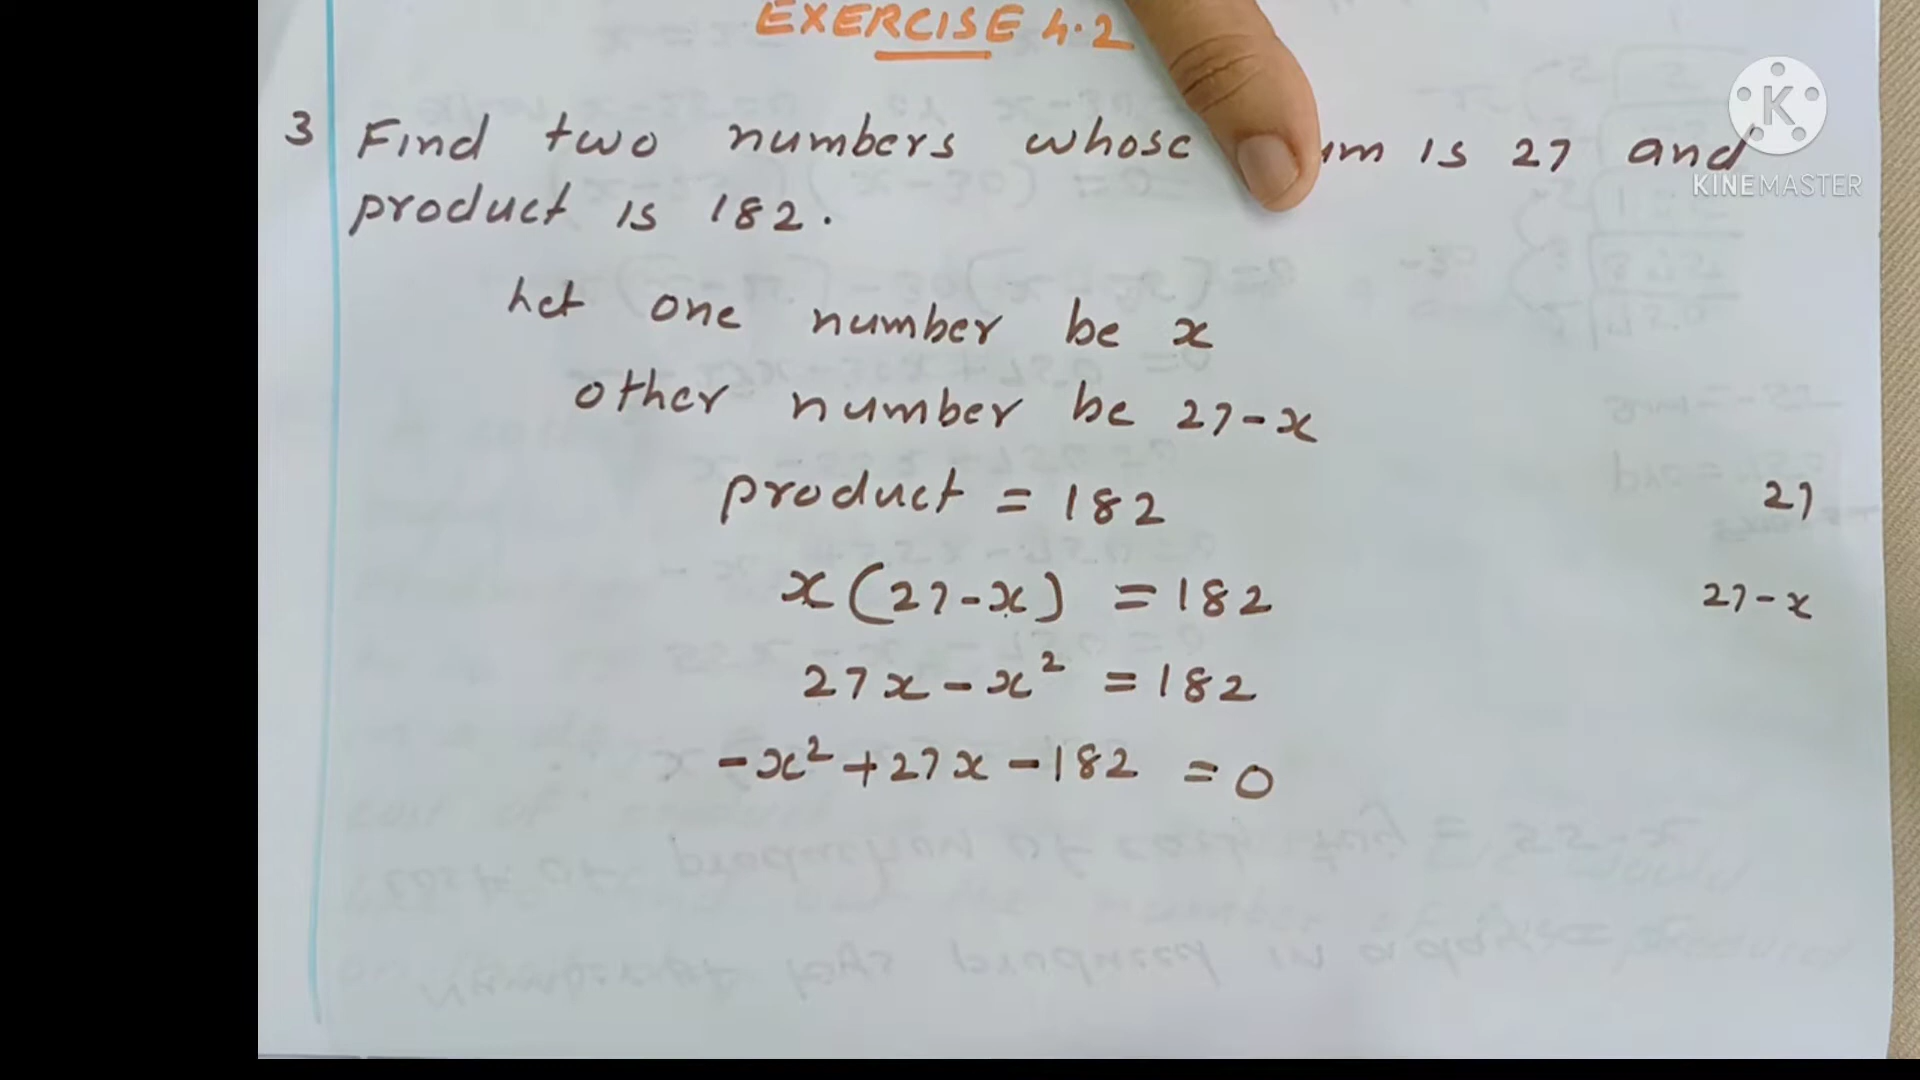 EXERCISE 4.2
3 Find two numbers whose um is 27 and
product is 182.
Let one number be x
other number be 27-x
product = 182
27
x(27-x) = 182
27-x
27x-x² = 182
-x²+27x-182 = 0
K
KINEMASTER